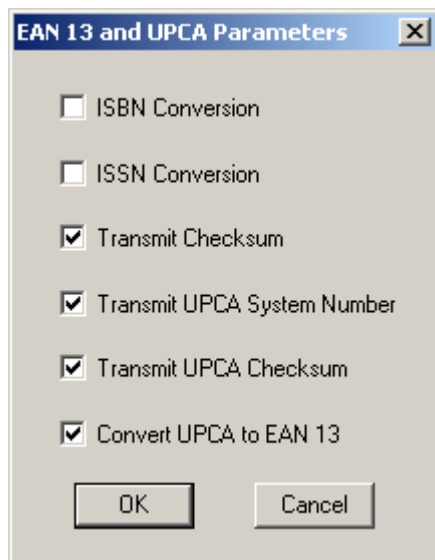 EAN 13 and UPCA Parameters
ISBN Conversion
ISSN Conversion
Transmit Checksum
Transmit UPCA System Number
Transmit UPCA Checksum
Convert UPCA to EAN 13
OK Cancel